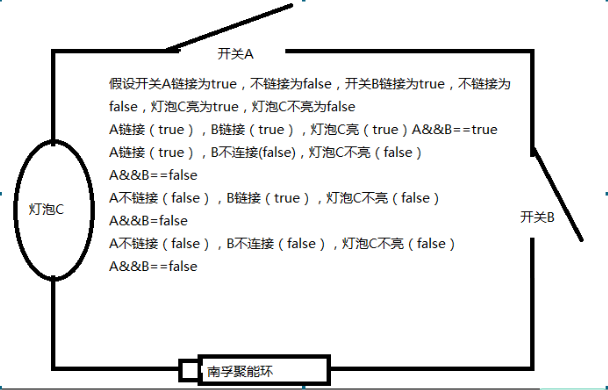 开关A
假设开关A链接为true，不链接为false，开关B链接为true，不链接为
false，灯泡C亮为true，灯泡C不亮为false
A链接（true），B链接（true），灯泡C亮（true）A&&B==true
A链接（true），B不连接(false)，灯泡C不亮（false）
A&&B==false
A不链接（false），B链接（true），灯泡C不亮（false）
A&&B=false
A不链接（false），B不连接（false），灯泡C不亮（false）
A&&B==false
灯泡C
开关B
南孚聚能环